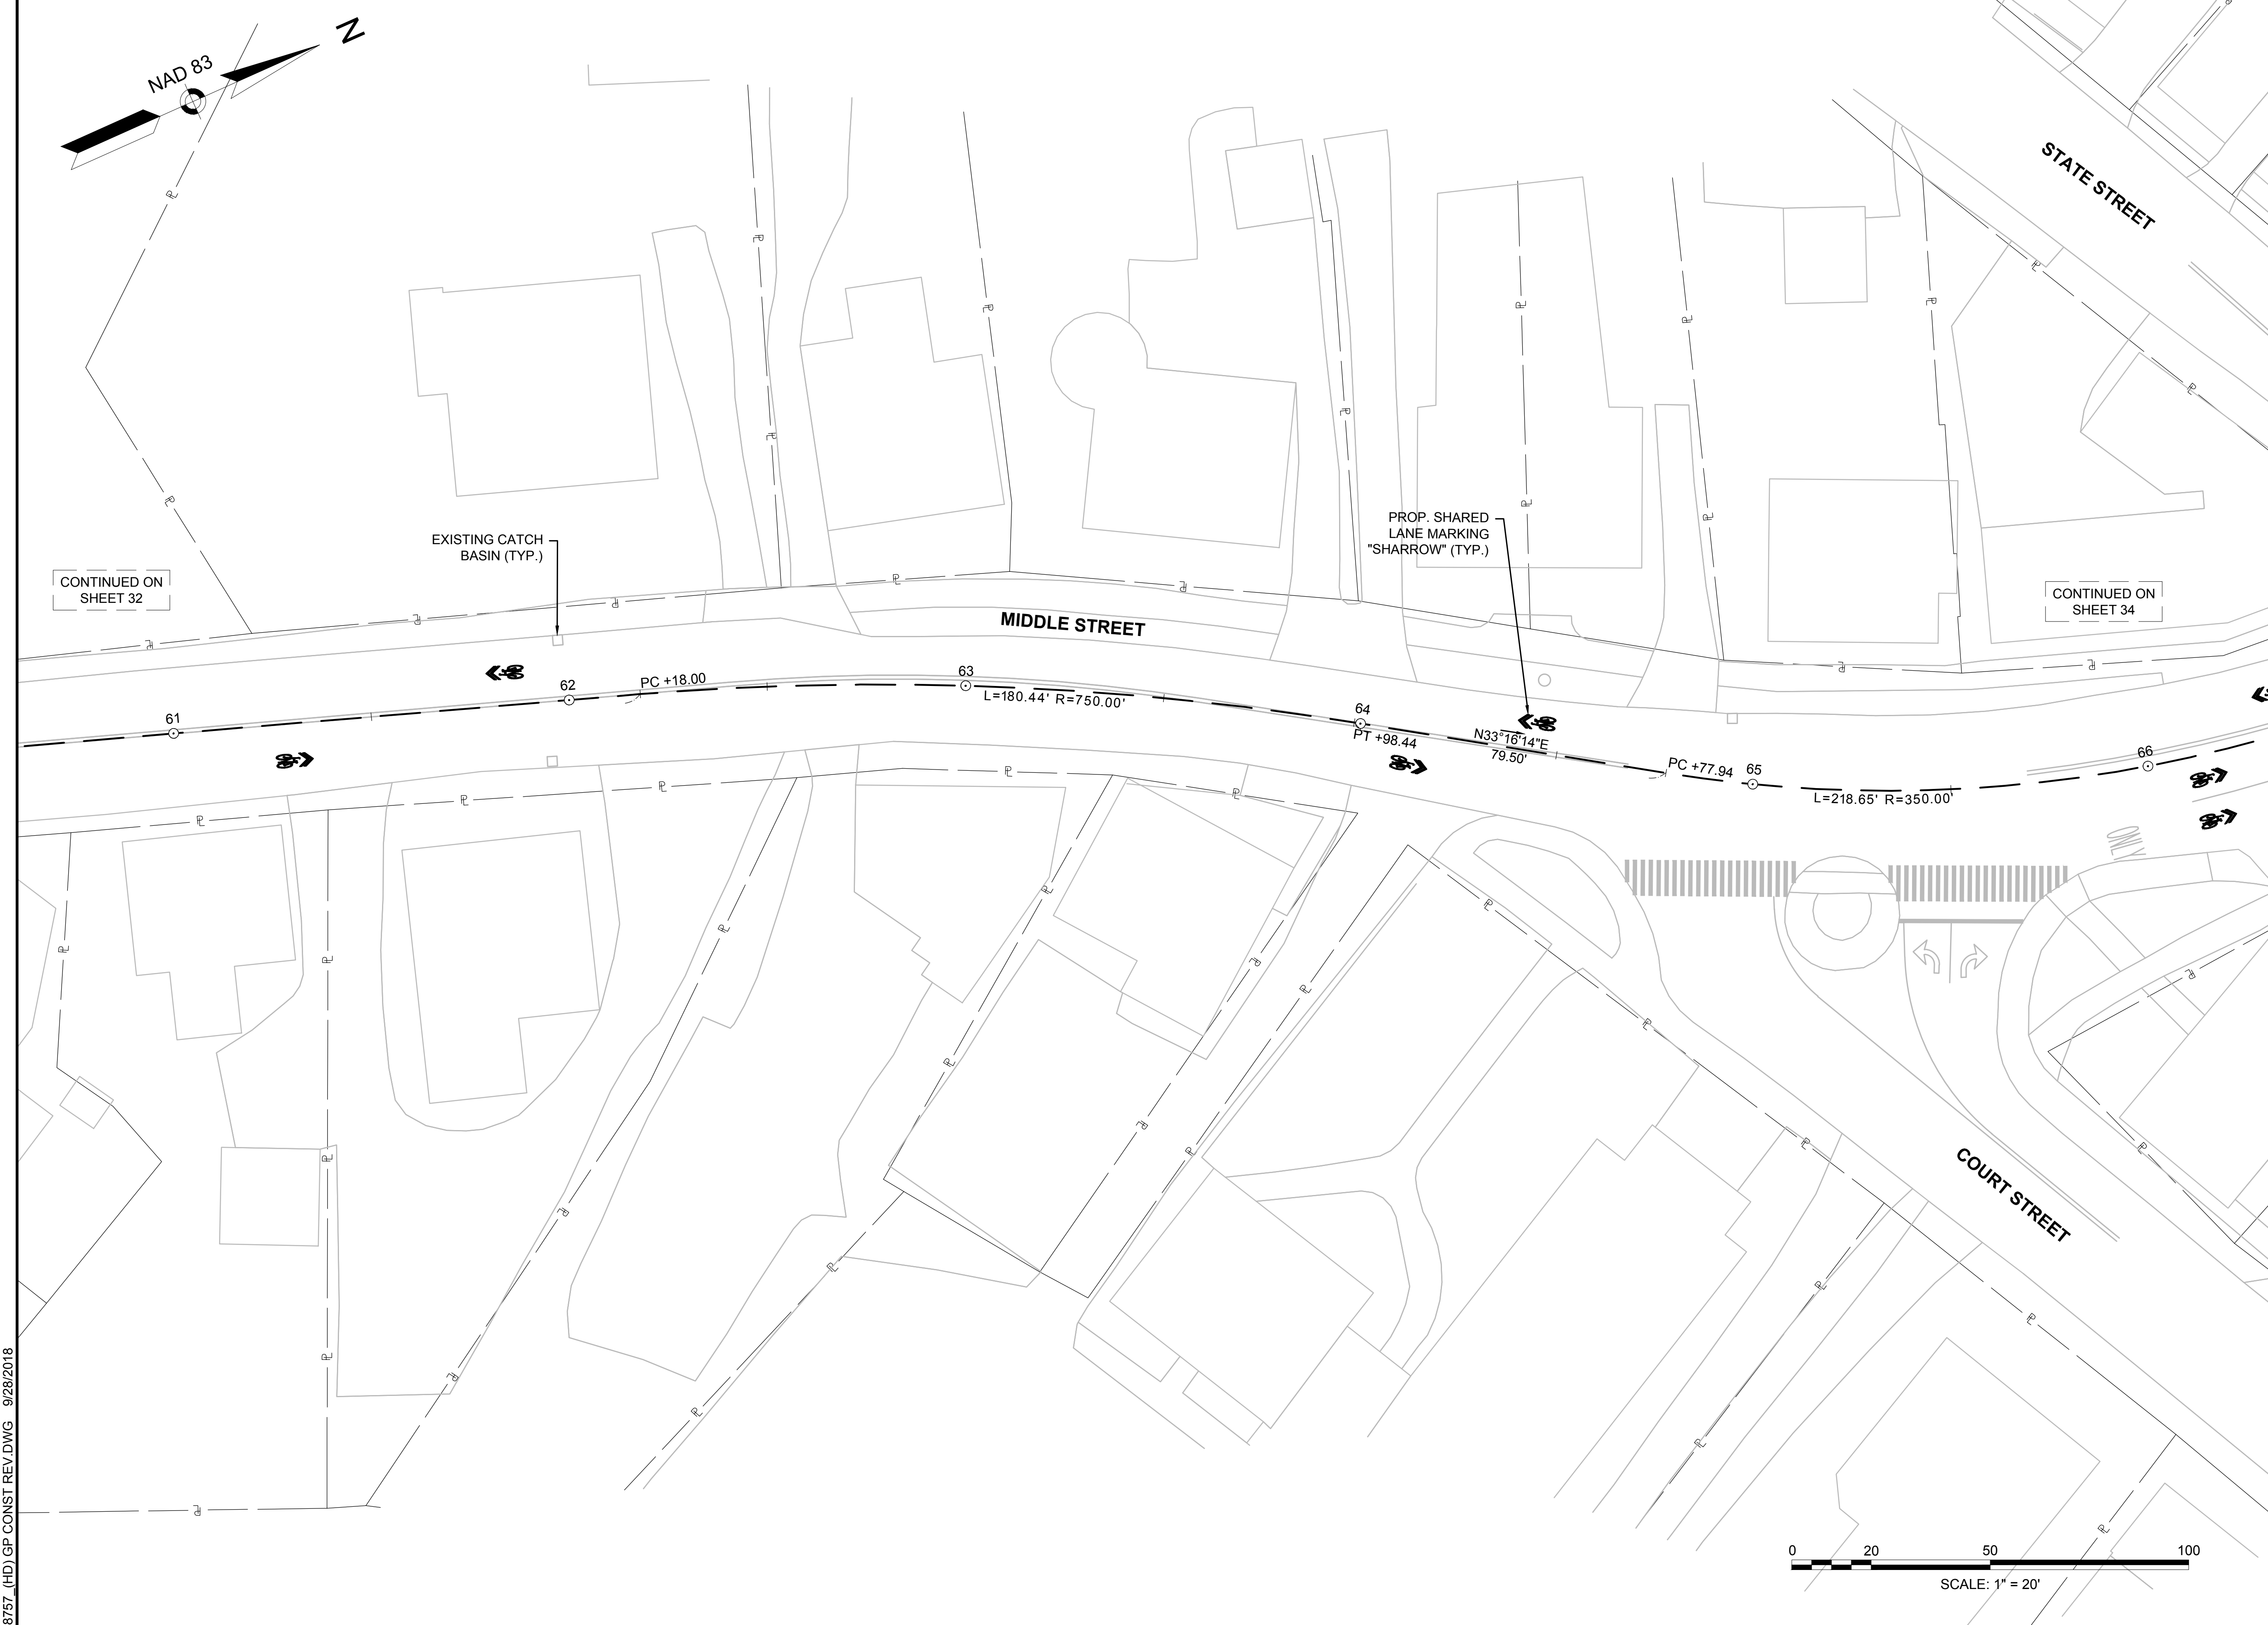 N
NAD 83
STATE STREET
EXISTING CATCH
BASIN (TYP.)
PROP. SHARED
LANE MARKING
"SHARROW" (TYP.)
CONTINUED ON
SHEET 32
CONTINUED ON
SHEET 34
MIDDLE STREET
61
62
PC +18.00
63
L=180.44' R=750.00'
64
PT +98.44
N33°16'14"E
79.50'
PC +77.94
65
L=218.65' R=350.00'
66
COURT STREET
0 20 50 100
SCALE: 1" = 20'
8757_(HD) GP CONST REV.DWG 9/28/2018